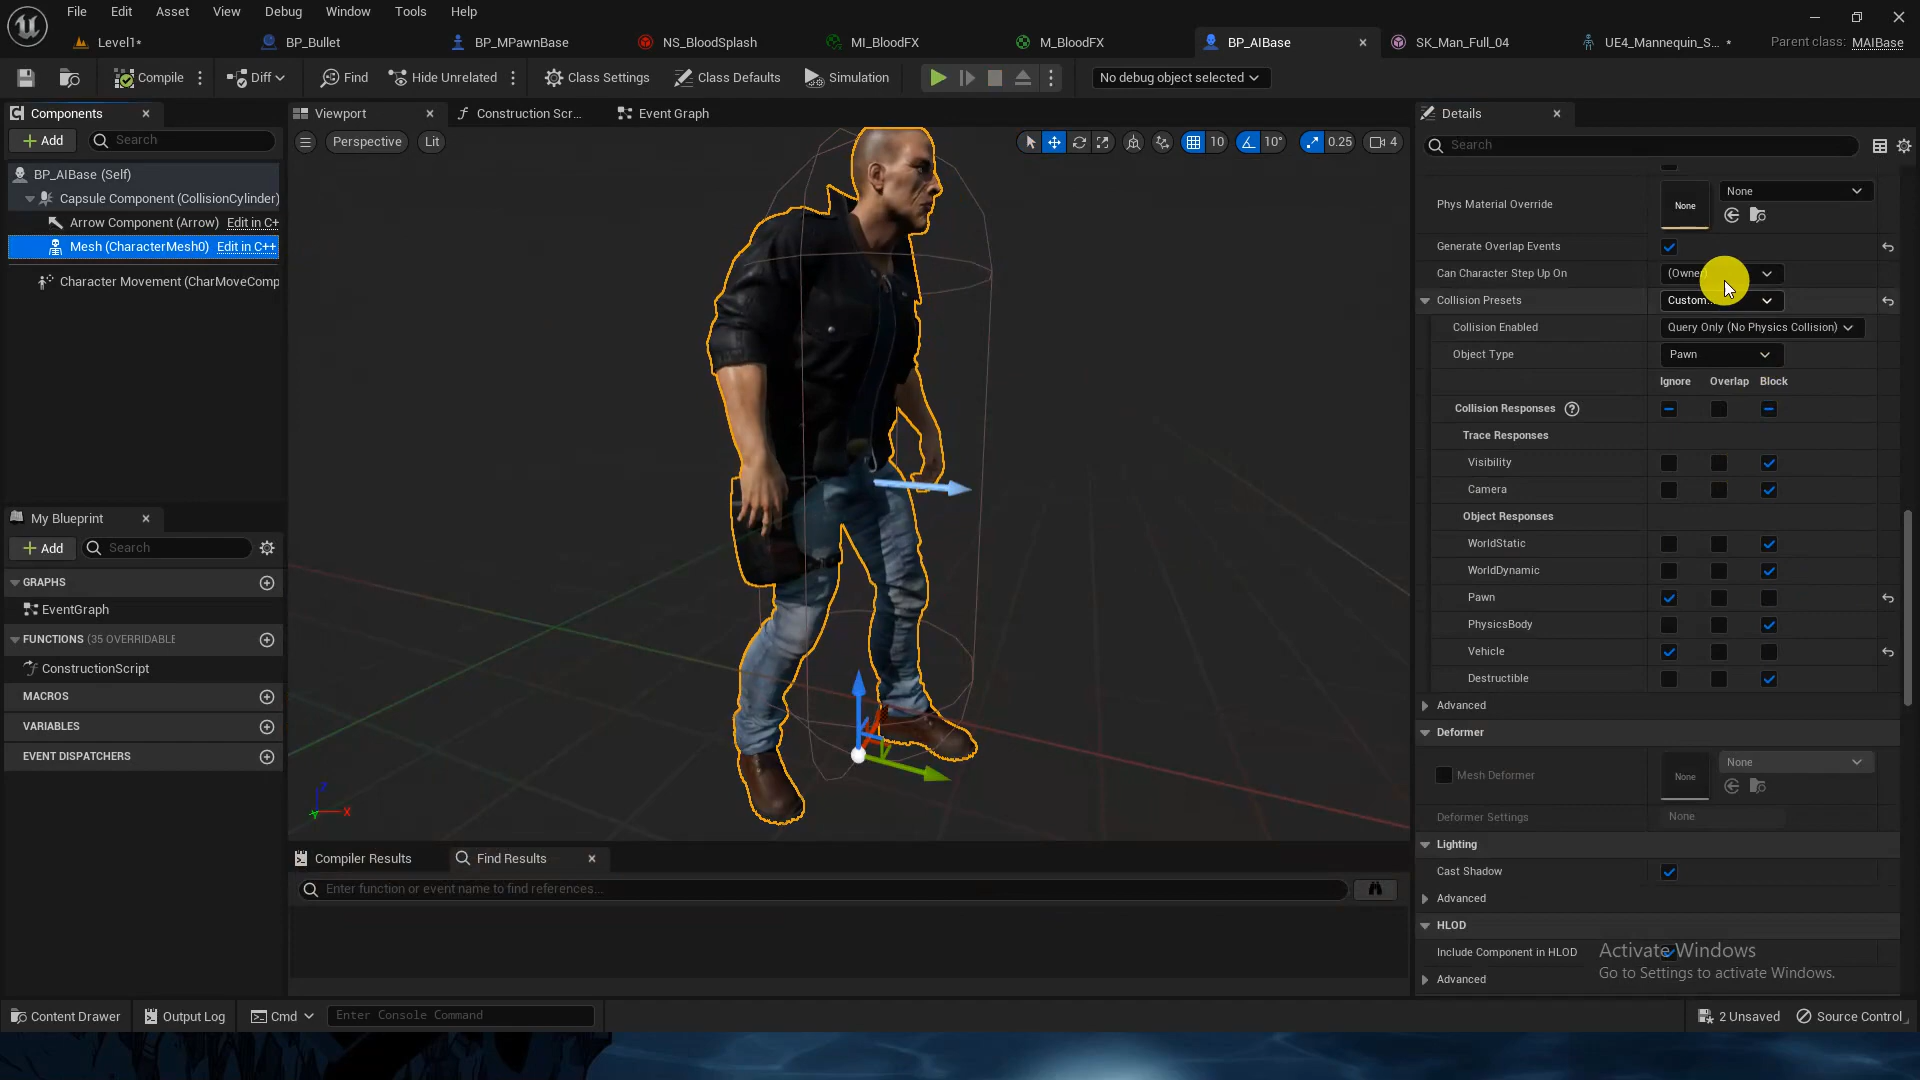 File Edit Asset View Debug Window Tools Help
Level1* BP_Bullet BP_MPawnBase NS_BloodSplash MI_BloodFX M_BloodFX BP_AIBase SK_Man_Full_04 UE4_Mannequin_S... * Parent class: MAIBase
Compile Diff Find Hide Unrelated Class Settings Class Defaults Simulation No debug object selected
Components
Add Search
BP_AIBase (Self)
Capsule Component (CollisionCylinder)
Arrow Component (Arrow) Edit in C+
Mesh (CharacterMesh0) Edit in C++
Character Movement (CharMoveComp
My Blueprint
Add Search
GRAPHS
EventGraph
FUNCTIONS (35 OVERRIDABLE
ConstructionScript
MACROS
VARIABLES
EVENT DISPATCHERS
Viewport Construction Scr... Event Graph
Perspective Lit 10 10° 0.25 4
Z
X
Y
Compiler Results Find Results
Enter function or event name to find references...
Details
Search
None
Phys Material Override None
Generate Overlap Events
Can Character Step Up On (Owne
Collision Presets Custom...
Collision Enabled Query Only (No Physics Collision)
Object Type Pawn
Ignore Overlap Block
Collision Responses ?
Trace Responses
Visibility
Camera
Object Responses
WorldStatic
WorldDynamic
Pawn
PhysicsBody
Vehicle
Destructible
Advanced
Deformer
None
Mesh Deformer None
Deformer Settings None
Lighting
Cast Shadow
Advanced
HLOD
Include Component in HLOD
Advanced
Activate Windows
Go to Settings to activate Windows.
Content Drawer Output Log Cmd Enter Console Command 2 Unsaved Source Control